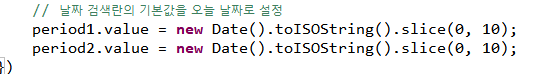 // 날짜 검색란의 기본값을 오늘 날짜로 설정
period1.value = new Date().toISOString().slice(0, 10);
period2.value = new Date().toISOString().slice(0, 10);
})